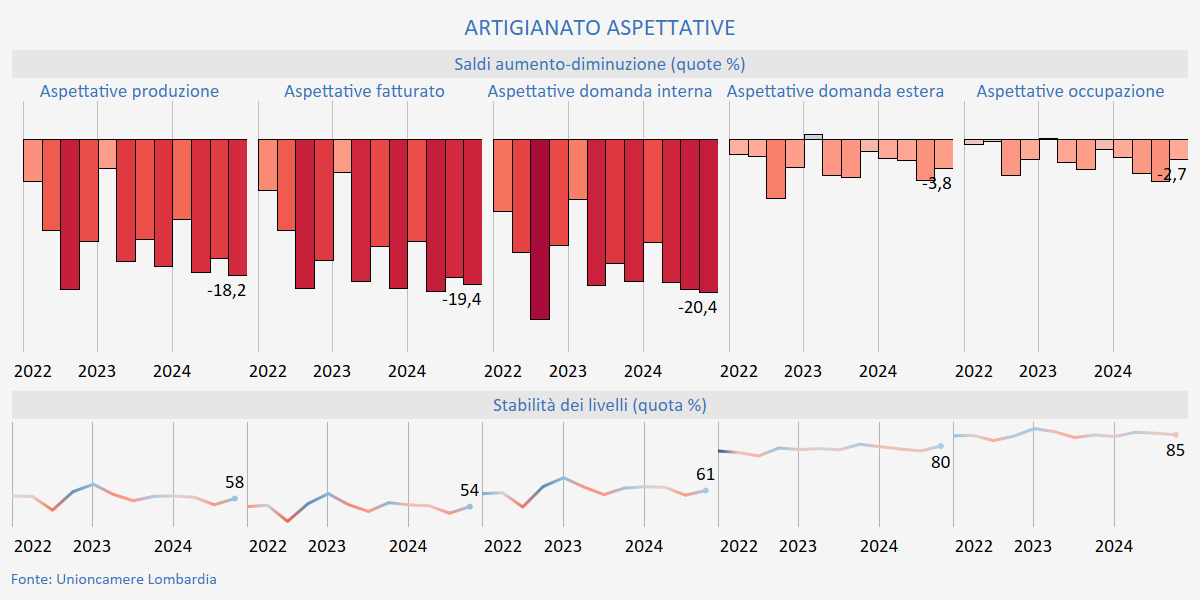 ARTIGIANATO ASPETTATIVE
Saldi aumento-diminuzione (quote %)
Aspettative produzione Aspettative fatturato Aspettative domanda interna Aspettative domanda estera Aspettative occupazione
-18,2 -19,4 -20,4 -3,8 -2,7
2022 2023 2024 2022 2023 2024 2022 2023 2024 2022 2023 2024 2022 2023 2024
Stabilità dei livelli (quota %)
58 54 61 80 85
2022 2023 2024 2022 2023 2024 2022 2023 2024 2022 2023 2024 2022 2023 2024
Fonte: Unioncamere Lombardia